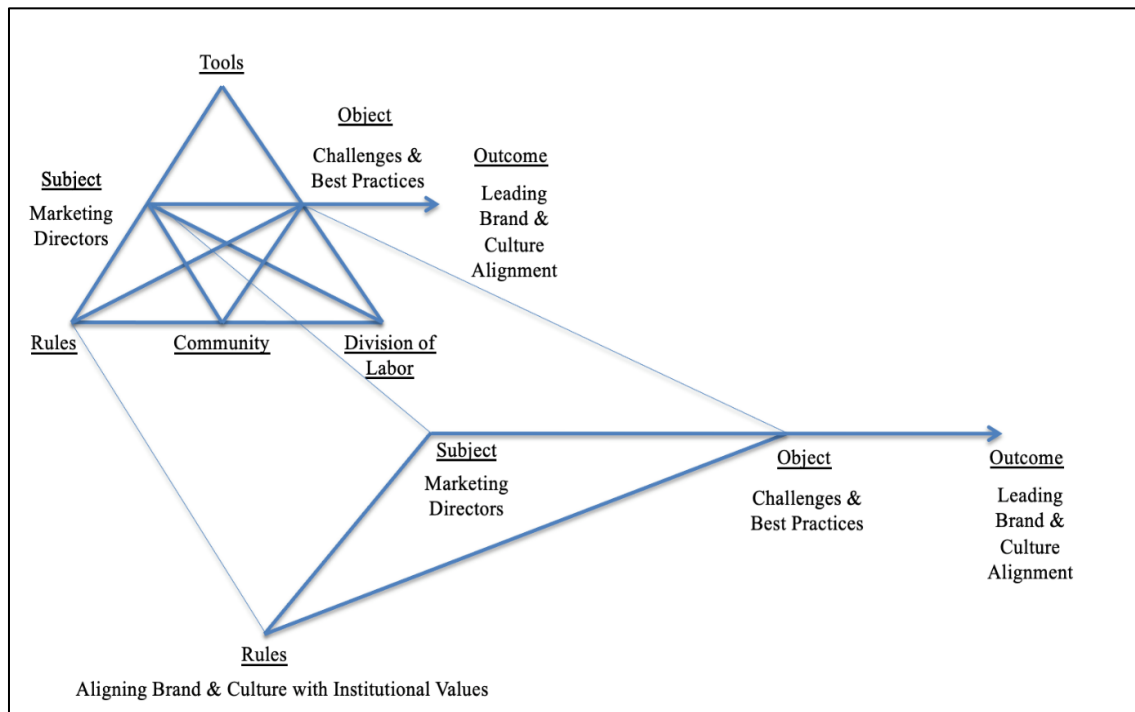 Tools
Object
Challenges &
Best Practices
Outcome
Leading
Brand &
Culture
Alignment
Subject
Marketing
Directors
Rules
Community
Division of
Labor
Subject
Marketing
Directors
Object
Challenges &
Best Practices
Outcome
Leading
Brand &
Culture
Alignment
Rules
Aligning Brand & Culture with Institutional Values